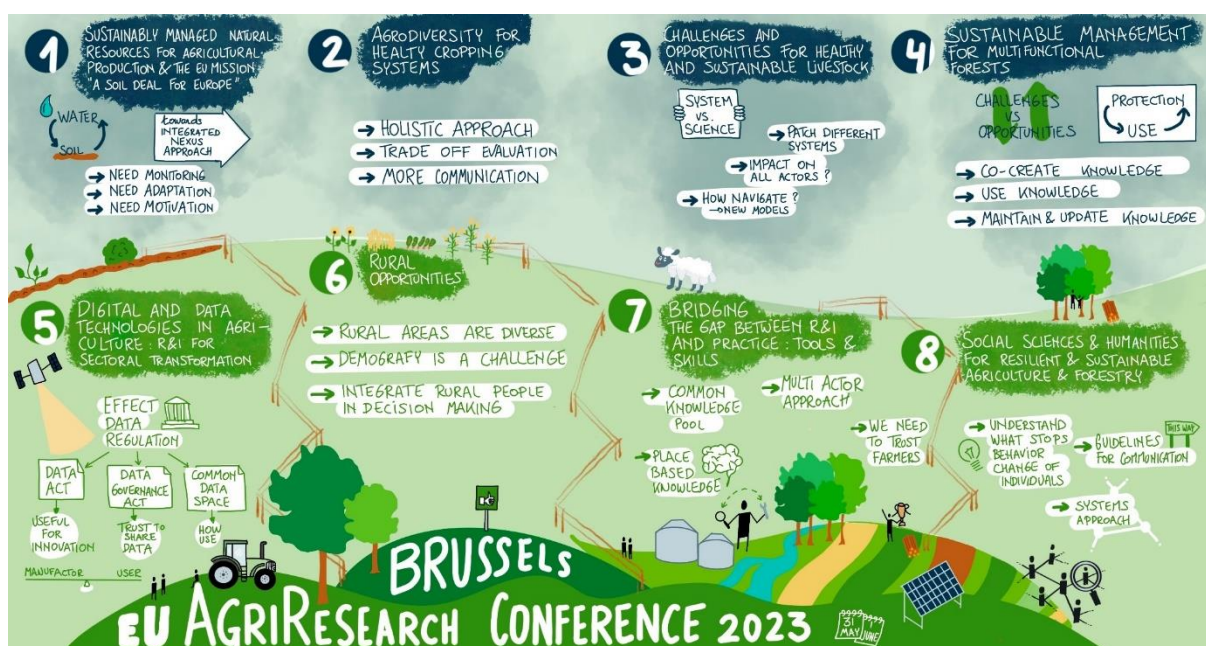 1
SUSTAINABLY MANAGED NATURAL
RESOURCES FOR AGRICULTURAL
PRODUCTION & THE EU MISSION
"A SOIL DEAL FOR EUROPE"
WATER
SOIL
towards
INTEGRATED
NEXUS
APPROACH
→ NEED MONITORING
→ NEED ADAPTATION
→ NEED MOTIVATION
2
AGRODIVERSITY FOR
HEALTY CROPPING
SYSTEMS
→ HOLISTIC APPROACH
→ TRADE OFF EVALUATION
→ MORE COMMUNICATION
3
CHALLENGES AND
OPPORTUNITIES FOR HEALTHY
AND SUSTAINABLE LIVESTOCK
SYSTEM
VS.
SCIENCE
→ PATCH DIFFERENT
SYSTEMS
→ IMPACT ON
ALL ACTORS?
→ HOW NAVIGATE?
→ NEW MODELS
4
SUSTAINABLE MANAGEMENT
FOR MULTIFUNCTIONAL
FORESTS
CHALLENGES
VS
OPPORTUNITIES
PROTECTION
USE
→ CO-CREATE KNOWLEDGE
→ USE KNOWLEDGE
→ MAINTAIN & UPDATE KNOWLEDGE
5
DIGITAL AND DATA
TECHNOLOGIES IN AGRI-
CULTURE: R&I FOR
SECTORAL TRANSFORMATION
EFFECT
DATA
REGULATION
DATA
ACT
DATA
GOVERNANCE
ACT
COMMON
DATA
SPACE
USEFUL
FOR
INNOVATION
TRUST TO
SHARE
DATA
HOW
USE
MANUFACTOR USER
6
RURAL
OPPORTUNITIES
→ RURAL AREAS ARE DIVERSE
→ DEMOGRAFY IS A CHALLENGE
→ INTEGRATE RURAL PEOPLE
IN DECISION MAKING
7
BRIDGING
THE GAP BETWEEN R&I
AND PRACTICE: TOOLS &
SKILLS
→ COMMON
KNOWLEDGE
POOL
→ MULTI ACTOR
APPROACH
→ PLACE
BASED
KNOWLEDGE
→ WE NEED
TO TRUST
FARMERS
8
SOCIAL SCIENCES & HUMANITIES
FOR RESILIENT & SUSTAINABLE
AGRICULTURE & FORESTRY
→ UNDERSTAND
WHAT STOPS
BEHAVIOR
CHANGE OF
INDIVIDUALS
THIS WAY
→ GUIDELINES
FOR COMMUNICATION
→ SYSTEMS
APPROACH
BRUSSELS
EU AGRIRESEARCH CONFERENCE 2023
31
MAY
1
JUNE